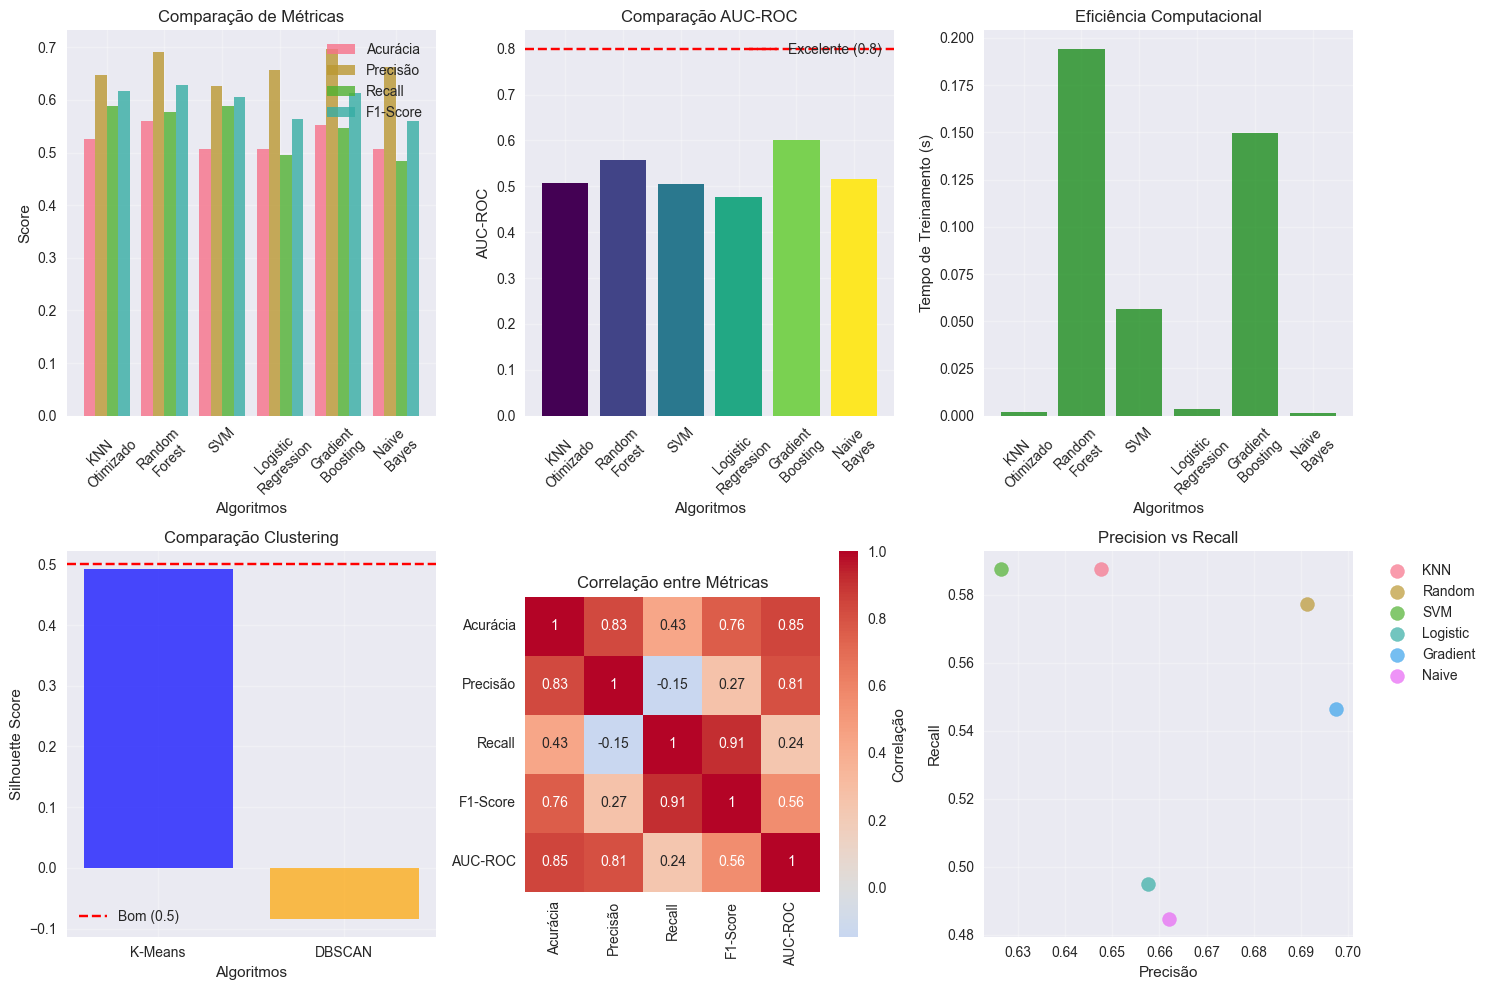 Comparação de Métricas
Score
0.7
0.6
0.5
0.4
0.3
0.2
0.1
0.0
Acurácia
Precisão
Recall
F1-Score
KNN
Otimizado
Random
Forest
SVM
Logistic
Regression
Gradient
Boosting
Naive
Bayes
Algoritmos
Comparação AUC-ROC
AUC-ROC
0.8
0.7
0.6
0.5
0.4
0.3
0.2
0.1
0.0
Excelente (0.8)
KNN
Otimizado
Random
Forest
SVM
Logistic
Regression
Gradient
Boosting
Naive
Bayes
Algoritmos
Eficiência Computacional
Tempo de Treinamento (s)
0.200
0.175
0.150
0.125
0.100
0.075
0.050
0.025
0.000
KNN
Otimizado
Random
Forest
SVM
Logistic
Regression
Gradient
Boosting
Naive
Bayes
Algoritmos
Comparação Clustering
Silhouette Score
0.5
0.4
0.3
0.2
0.1
0.0
−0.1
Bom (0.5)
K-Means DBSCAN
Algoritmos
Correlação entre Métricas
Acurácia 1 0.83 0.43 0.76 0.85
Precisão 0.83 1 -0.15 0.27 0.81
Recall 0.43 -0.15 1 0.91 0.24
F1-Score 0.76 0.27 0.91 1 0.56
AUC-ROC 0.85 0.81 0.24 0.56 1
Acurácia
Precisão
Recall
F1-Score
AUC-ROC
1.0
0.8
0.6
0.4
0.2
0.0
Correlação
Precision vs Recall
Recall
0.58
0.56
0.54
0.52
0.50
0.48
0.63 0.64 0.65 0.66 0.67 0.68 0.69 0.70
Precisão
KNN
Random
SVM
Logistic
Gradient
Naive